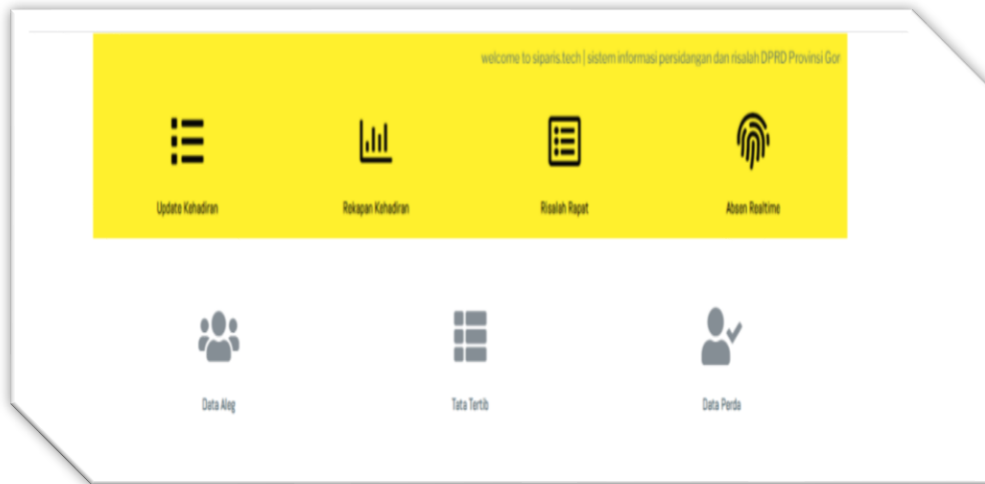 welcome to siparis.tech | sistem informasi persidangan dan risalah DPRD Provinsi Gor
Update Kehadiran
Rekapan Kehadiran
Risalah Rapat
Absen Realtime
Data Aleg
Tata Tertib
Data Perda